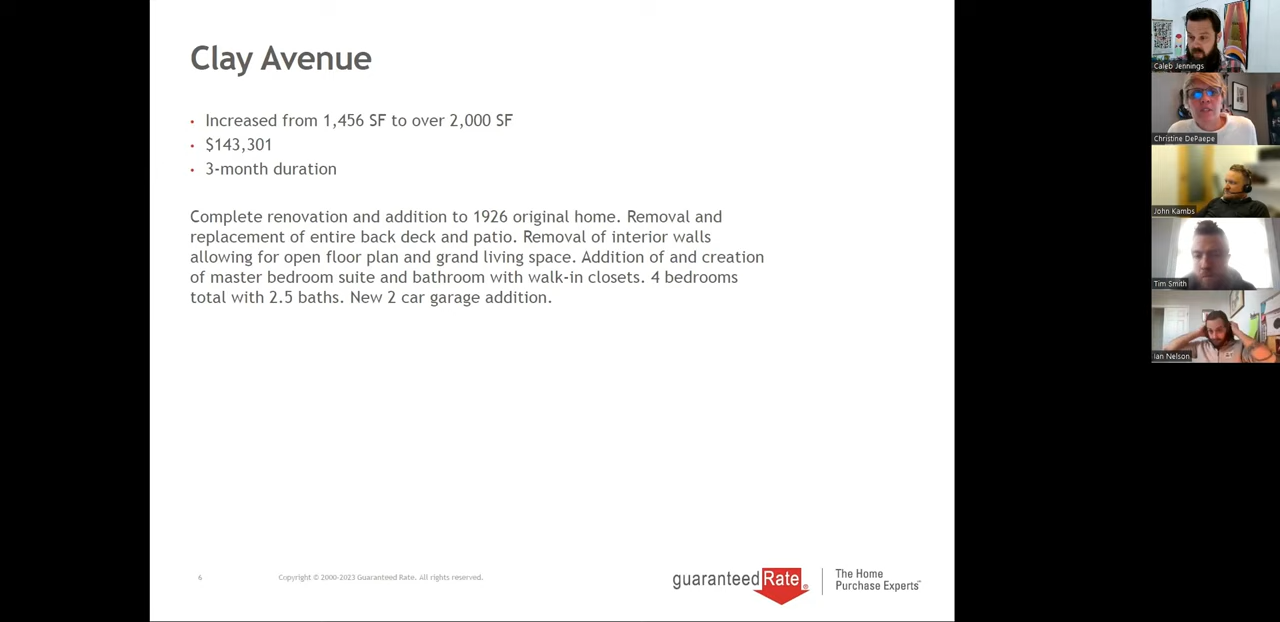 Clay Avenue
• Increased from 1,456 SF to over 2,000 SF
• $143,301
• 3-month duration
Complete renovation and addition to 1926 original home. Removal and
replacement of entire back deck and patio. Removal of interior walls
allowing for open floor plan and grand living space. Addition of and creation
of master bedroom suite and bathroom with walk-in closets. 4 bedrooms
total with 2.5 baths. New 2 car garage addition.
6
Copyright © 2000-2023 Guaranteed Rate. All rights reserved.
guaranteed Rate®
The Home
Purchase Experts™
Caleb Jennings
Christine DePaepe
John Kambs
Tim Smith
Ian Nelson